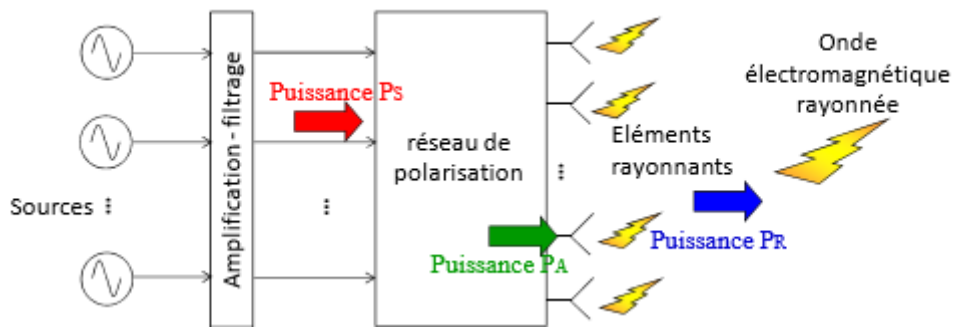 Sources
Amplification - filtrage
Puissance PS
réseau de
polarisation
Puissance PA
Eléments
rayonnants
Puissance PR
Onde
électromagnétique
rayonnée